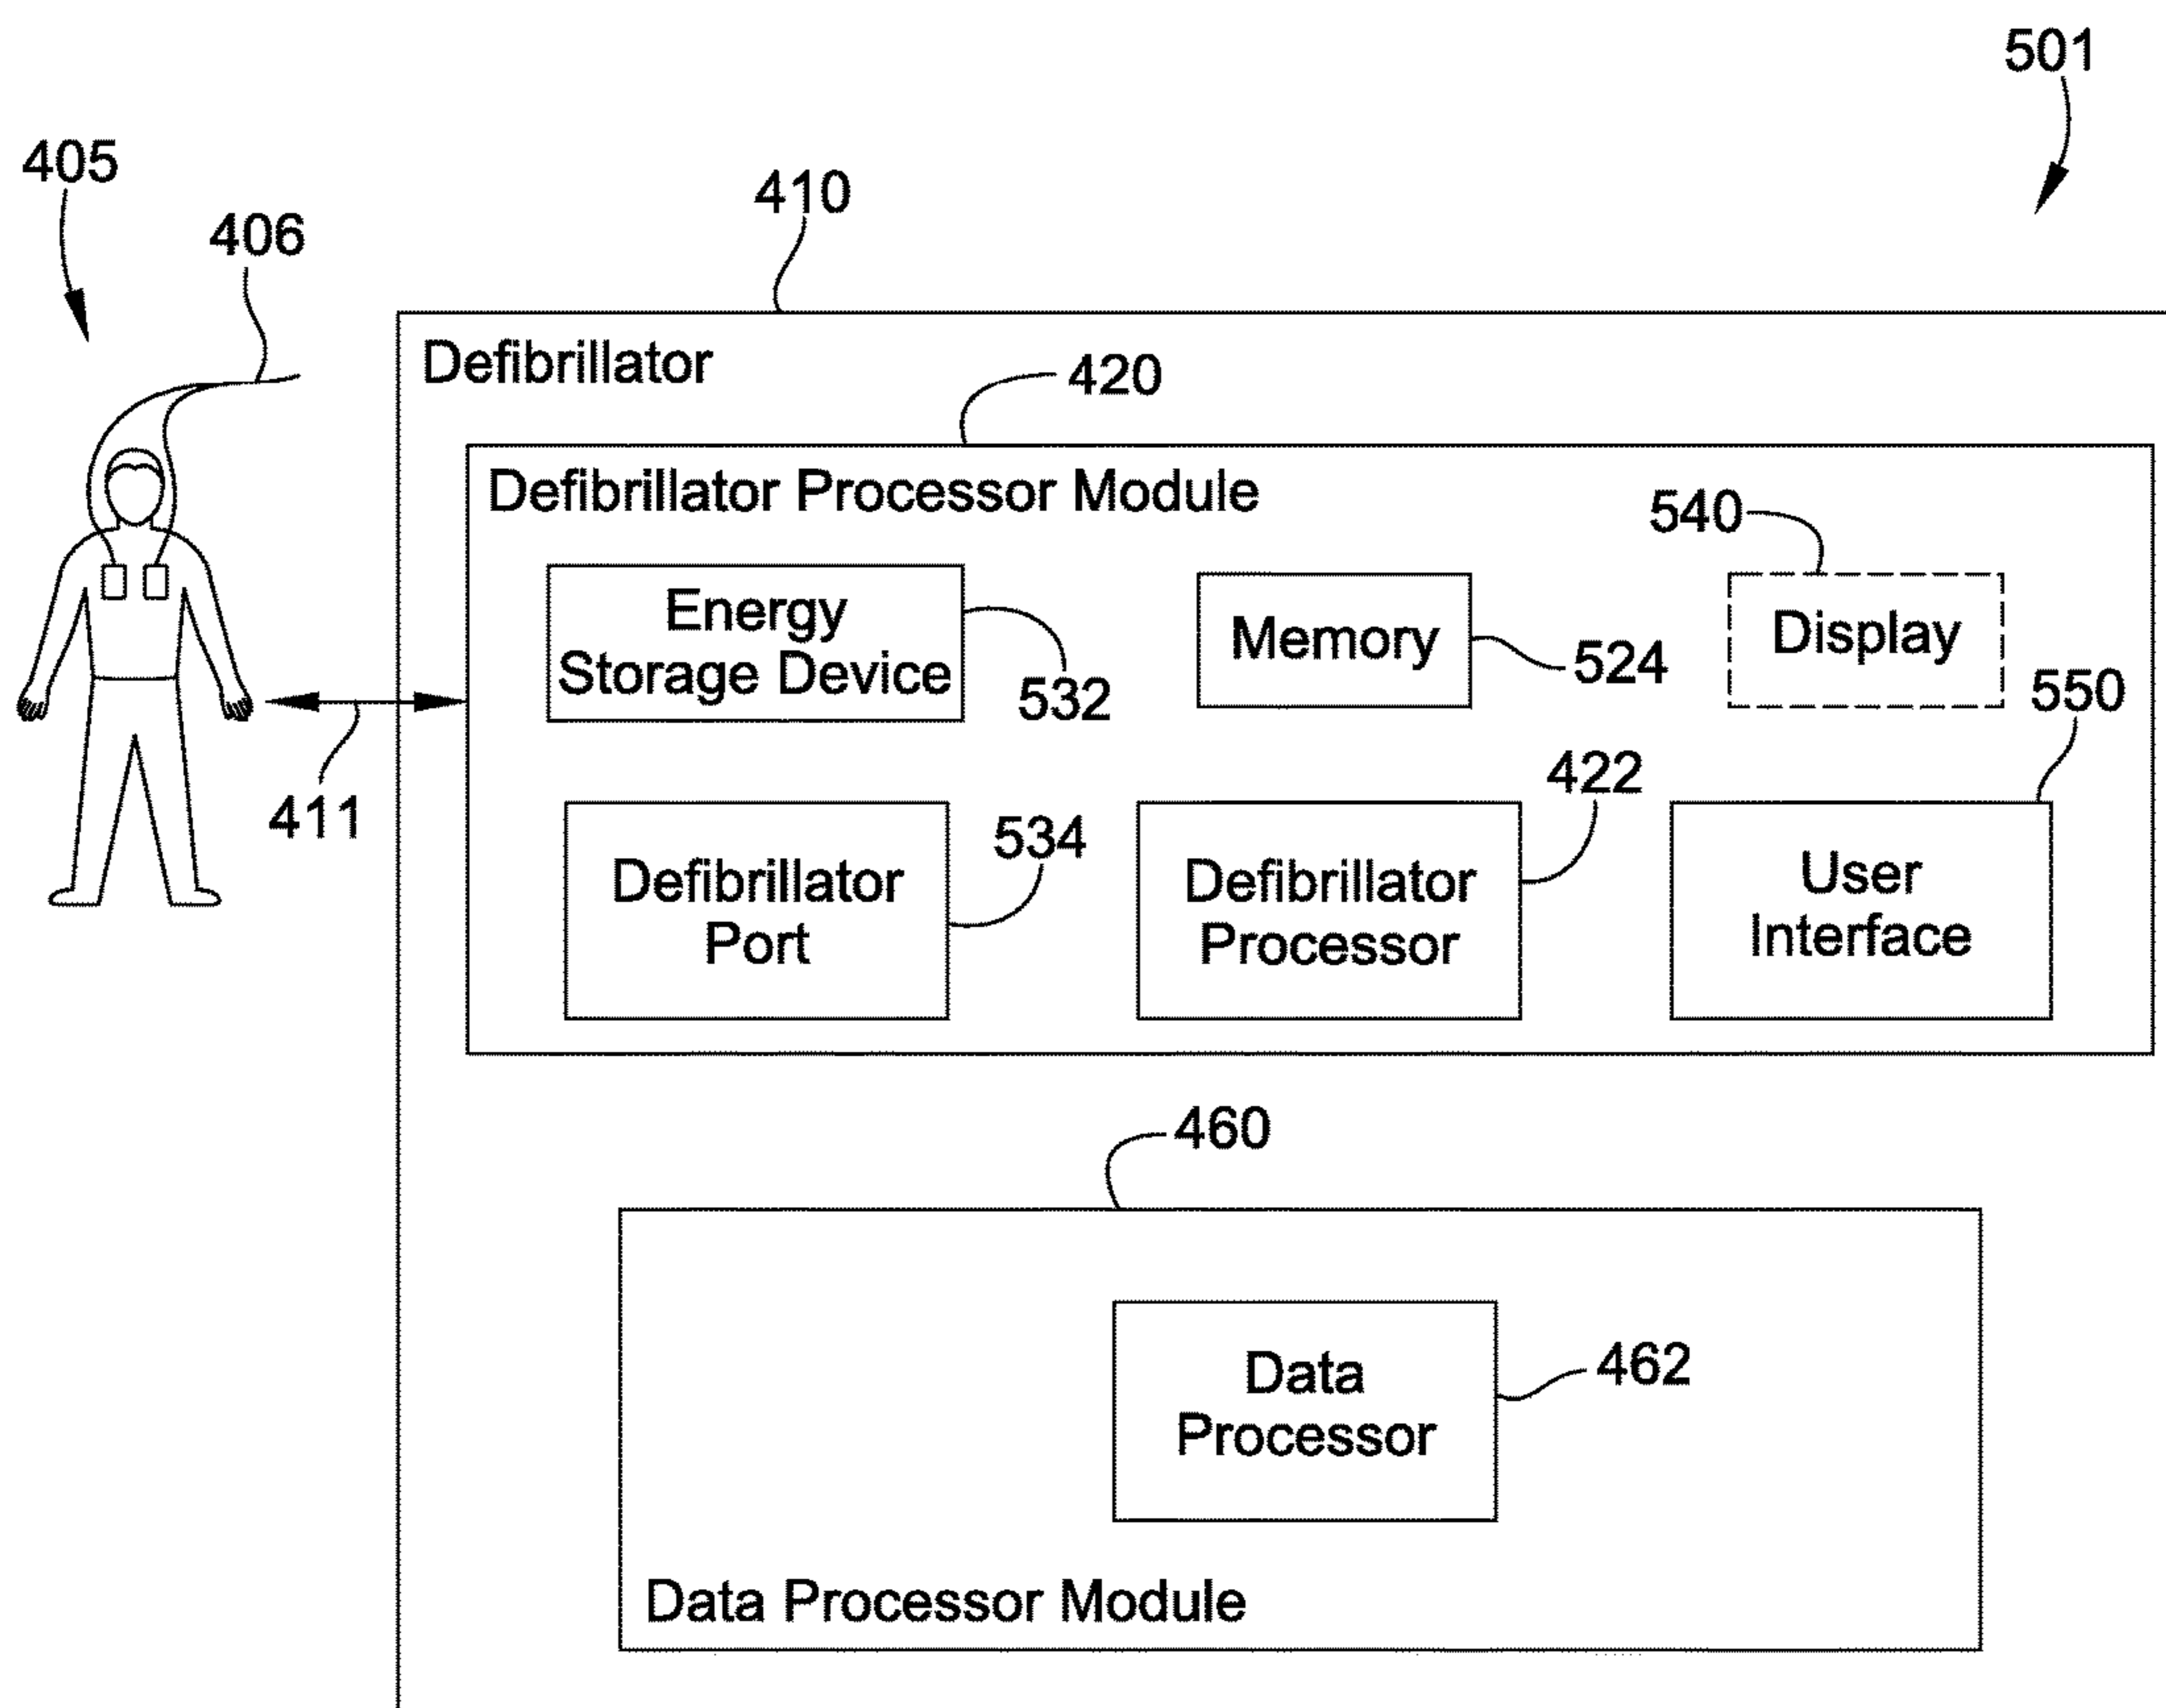 501
405
410
406
Defibrillator
420
Defibrillator Processor Module
540
Energy
Storage Device
532
Memory
524
Display
550
411
422
534
Defibrillator
Port
Defibrillator
Processor
User
Interface
460
Data
Processor
462
Data Processor Module